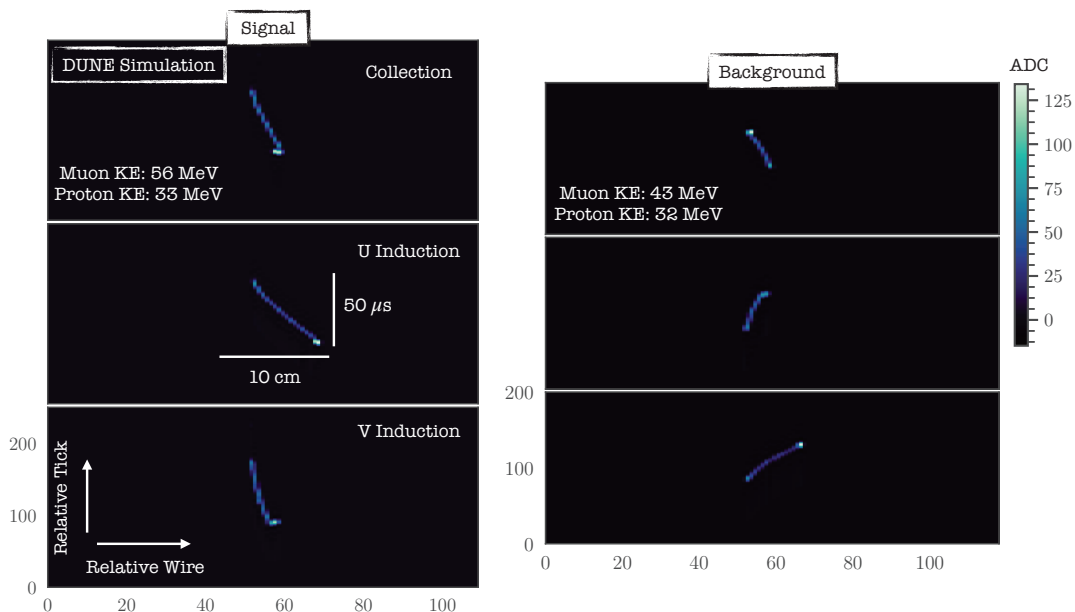 Signal
DUNE Simulation
Collection
Muon KE: 56 MeV
Proton KE: 33 MeV
U Induction
50 μs
10 cm
V Induction
Relative Tick
Relative Wire
200
100
0
0 20 40 60 80 100
Background
Muon KE: 43 MeV
Proton KE: 32 MeV
200
100
0
0 20 40 60 80 100
ADC
125
100
75
50
25
0